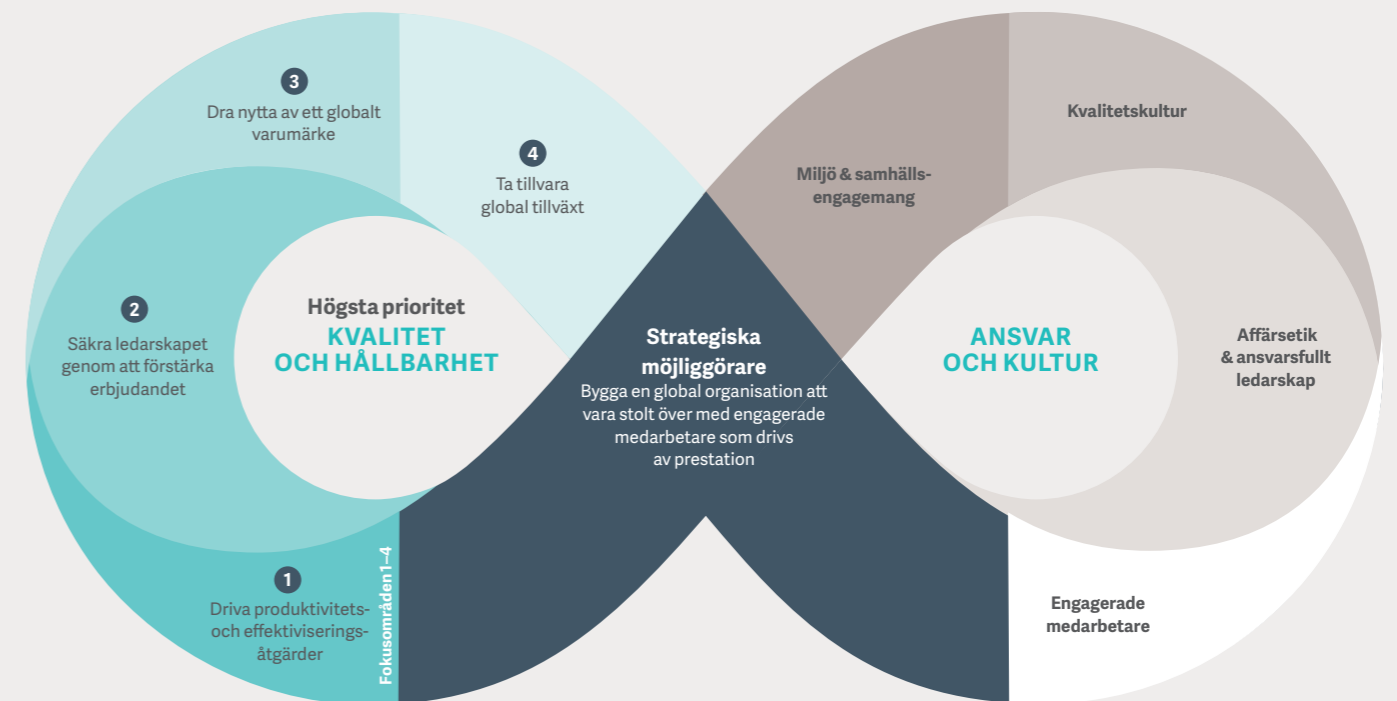 3
Dra nytta av ett globalt
varumärke
4
Ta tillvara
global tillväxt
2
Säkra ledarskapet
genom att förstärka
erbjudandet
Högsta prioritet
KVALITET
OCH HÅLLBARHET
1
Driva produktivitets-
och effektiviserings-
åtgärder
Fokusområden 1–4
Strategiska
möjliggörare
Bygga en global organisation att
vara stolt över med engagerade
medarbetare som drivs
av prestation
Miljö & samhälls-
engagemang
Kvalitetskultur
ANSVAR
OCH KULTUR
Affärsetik
& ansvarsfullt
ledarskap
Engagerade
medarbetare